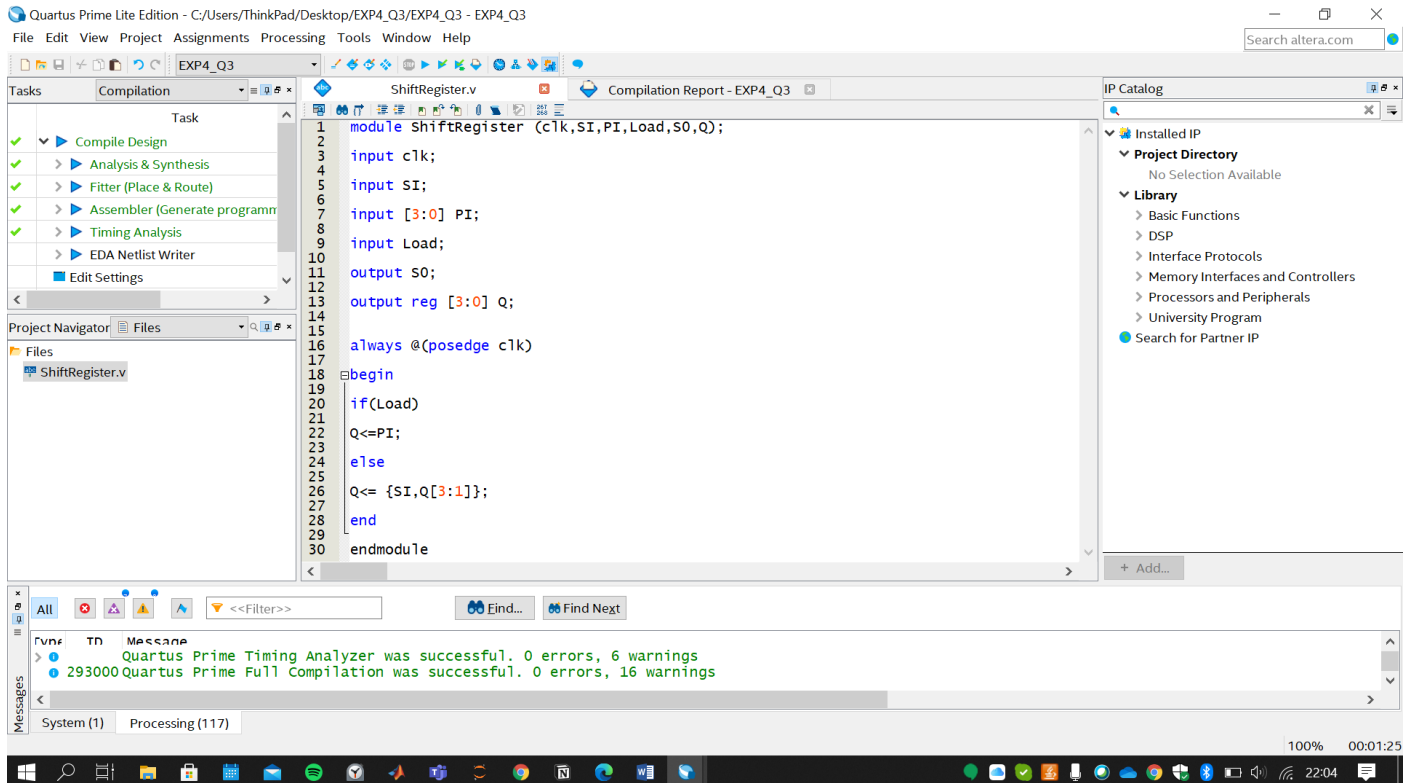 Quartus Prime Lite Edition - C:/Users/ThinkPad/Desktop/EXP4_Q3/EXP4_Q3 - EXP4_Q3
File Edit View Project Assignments Processing Tools Window Help
Search altera.com
EXP4_Q3
Tasks
Compilation
Task
Compile Design
Analysis & Synthesis
Fitter (Place & Route)
Assembler (Generate programm
Timing Analysis
EDA Netlist Writer
Edit Settings
Project Navigator
Files
Files
ShiftRegister.v
ShiftRegister.v
Compilation Report - EXP4_Q3
267
268
1 module ShiftRegister (clk,SI,PI,Load,SO,Q);
2
3 input clk;
4
5 input SI;
6
7 input [3:0] PI;
8
9 input Load;
10
11 output SO;
12
13 output reg [3:0] Q;
14
15
16 always @(posedge clk)
17
18 begin
19
20 if(Load)
21
22 Q<=PI;
23
24 else
25
26 Q<= {SI,Q[3:1]};
27
28 end
29
30 endmodule
IP Catalog
Installed IP
Project Directory
No Selection Available
Library
Basic Functions
DSP
Interface Protocols
Memory Interfaces and Controllers
Processors and Peripherals
University Program
Search for Partner IP
+ Add...
All
<<Filter>>
Find...
Find Next
Type ID Message
Quartus Prime Timing Analyzer was successful. 0 errors, 6 warnings
293000 Quartus Prime Full Compilation was successful. 0 errors, 16 warnings
Messages
System (1)
Processing (117)
100% 00:01:25
22:04